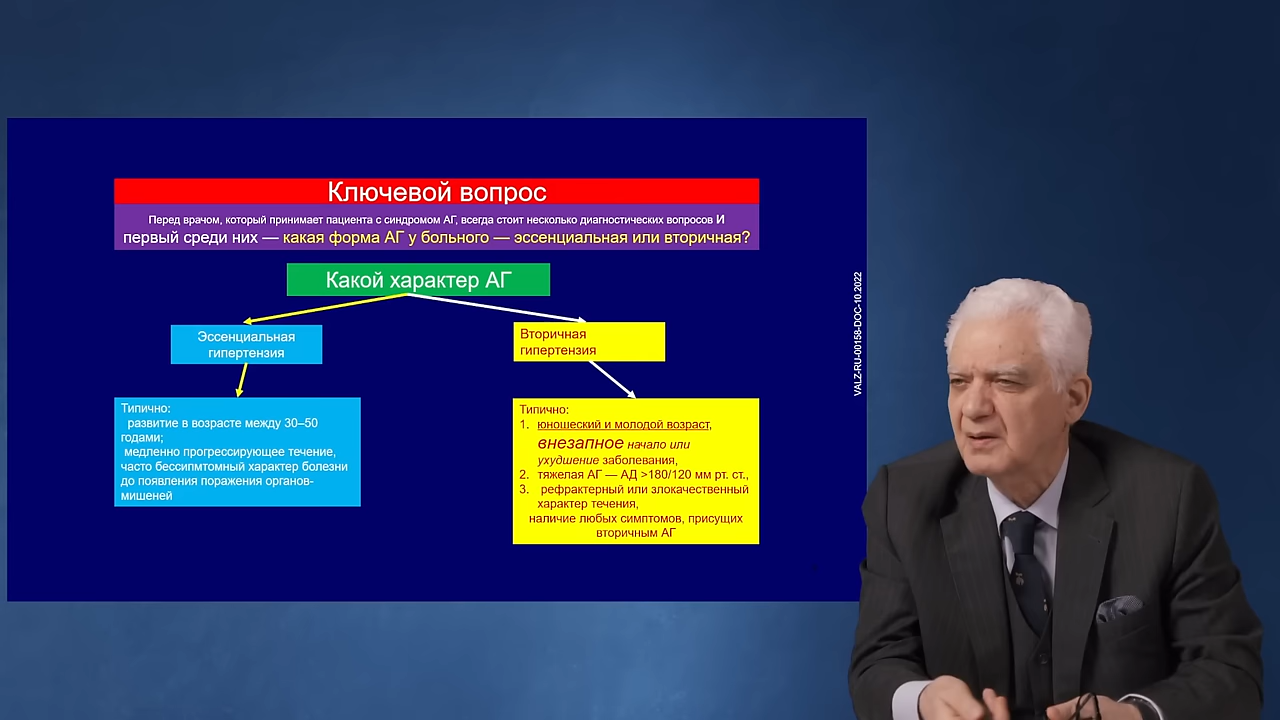 Ключевой вопрос
Перед врачом, который принимает пациента с синдромом АГ, всегда стоит несколько диагностических вопросов И
первый среди них — какая форма АГ у больного — эссенциальная или вторичная?
Какой характер АГ
Эссенциальная
гипертензия
Вторичная
гипертензия
Типично:
развитие в возрасте между 30–50
годами;
медленно прогрессирующее течение,
часто бессипмтомный характер болезни
до появления поражения органов-
мишеней
Типично:
1. юношеский и молодой возраст,
внезапное начало или
ухудшение заболевания,
2. тяжелая АГ — АД >180/120 мм рт. ст.,
3. рефрактерный или злокачественный
характер течения,
наличие любых симптомов, присущих
вторичным АГ
VALZ-RU-00158-DOC-10.2022